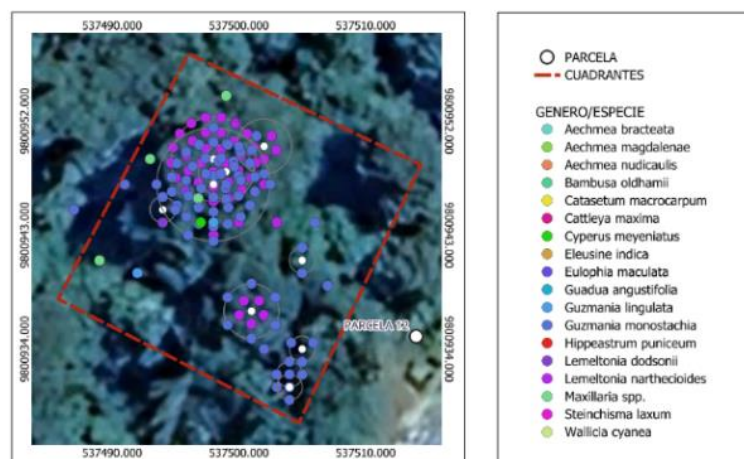 537490.000 537500.000 537510.000
9800952.000 9800943.000 9800934.000
9800952.000 9800943.000 9800934.000
PARCELA 12
537490.000 537500.000 537510.000
PARCELA
CUADRANTES
GENERO/ESPECIE
Aechmea bracteata
Aechmea magdalenae
Aechmea nudicaulis
Bambusa oldhamii
Catasetum macrocarpum
Cattleya maxima
Cyperus meyeniatus
Eleusine indica
Eulophia maculata
Guadua angustifolia
Guzmania lingulata
Guzmania monostachia
Hippeastrum puniceum
Lemeltonia dodsonii
Lemeltonia narthecioides
Maxillaria spp.
Steinchisma laxum
Wallicia cyanea